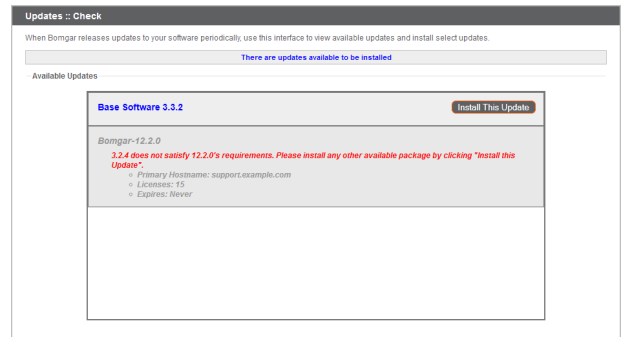 Updates :: Check
When Bomgar releases updates to your software periodically, use this interface to view available updates and install select updates.
There are updates available to be installed
Available Updates
Base Software 3.3.2
Install This Update
Bomgar-12.2.0
3.2.4 does not satisfy 12.2.0's requirements. Please install any other available package by clicking "Install this
Update".
Primary Hostname: support.example.com
Licenses: 15
Expires: Never